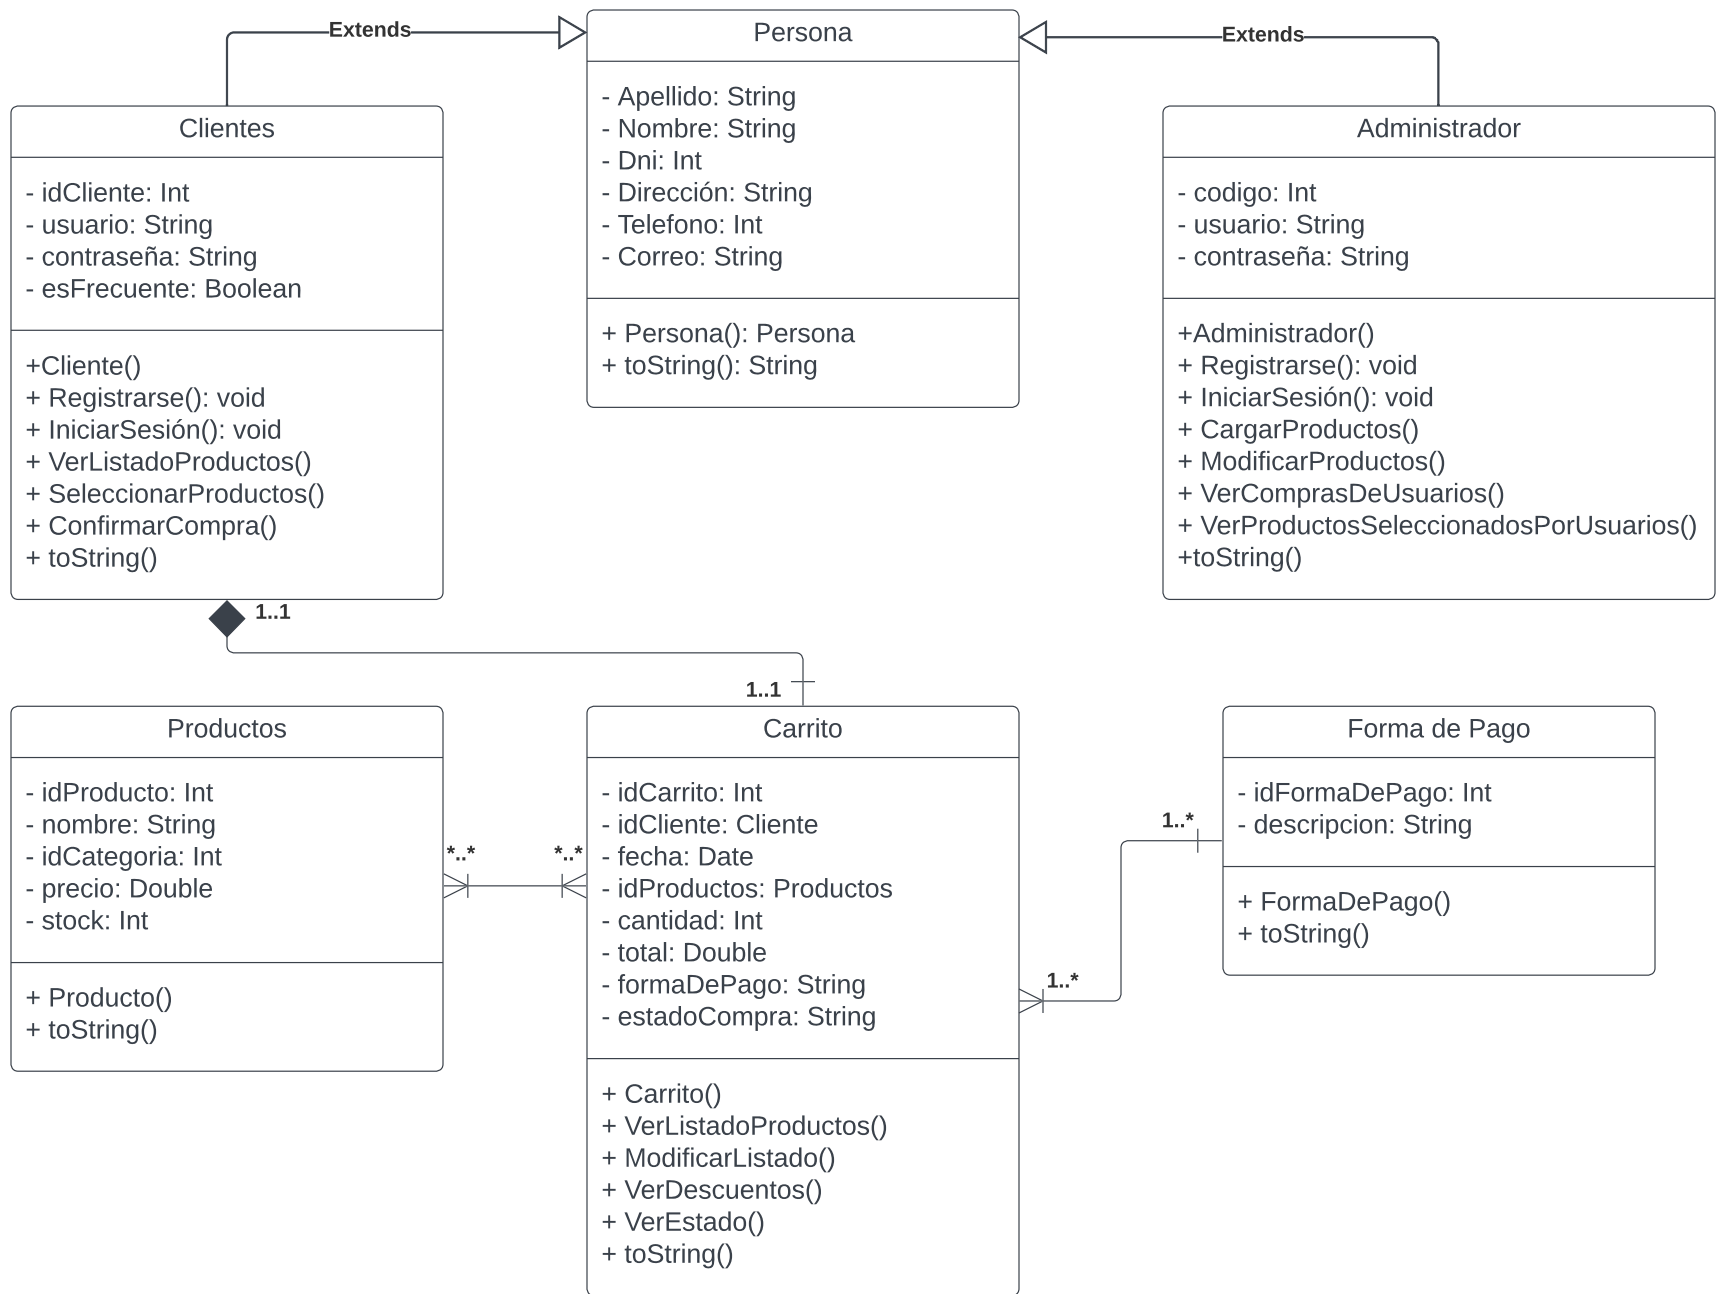 Extends
Persona
- Apellido: String
- Nombre: String
- Dni: Int
- Dirección: String
- Telefono: Int
- Correo: String
+ Persona(): Persona
+ toString(): String
Extends
Clientes
- idCliente: Int
- usuario: String
- contraseña: String
- esFrecuente: Boolean
+Cliente()
+ Registrarse(): void
+ IniciarSesión(): void
+ VerListadoProductos()
+ SeleccionarProductos()
+ ConfirmarCompra()
+ toString()
Administrador
- codigo: Int
- usuario: String
- contraseña: String
+Administrador()
+ Registrarse(): void
+ IniciarSesión(): void
+ CargarProductos()
+ ModificarProductos()
+ VerComprasDeUsuarios()
+ VerProductosSeleccionadosPorUsuarios()
+toString()
1..1
1..1
Productos
- idProducto: Int
- nombre: String
- idCategoria: Int
- precio: Double
- stock: Int
+ Producto()
+ toString()
*..*
*..*
Carrito
- idCarrito: Int
- idCliente: Cliente
- fecha: Date
- idProductos: Productos
- cantidad: Int
- total: Double
- formaDePago: String
- estadoCompra: String
+ Carrito()
+ VerListadoProductos()
+ ModificarListado()
+ VerDescuentos()
+ VerEstado()
+ toString()
1..*
1..*
Forma de Pago
- idFormaDePago: Int
- descripcion: String
+ FormaDePago()
+ toString()